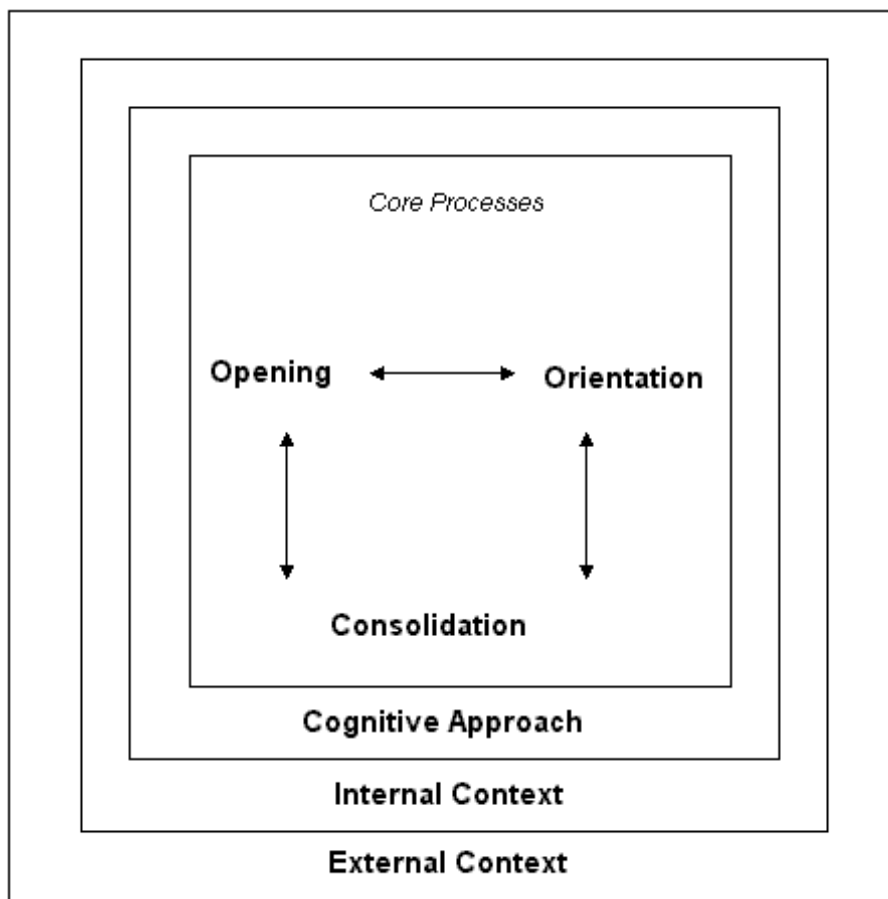 Core Processes
Opening
Orientation
Consolidation
Cognitive Approach
Internal Context
External Context